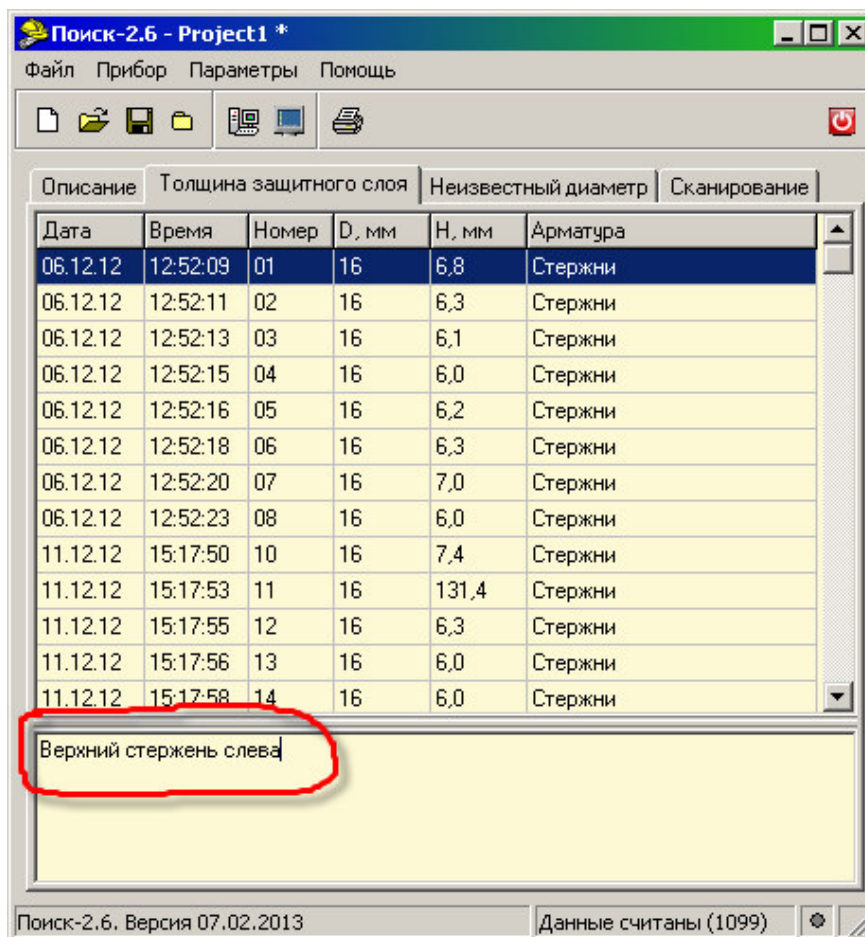 Поиск-2.6 - Project1 *
Файл Прибор Параметры Помощь
Описание Толщина защитного слоя Неизвестный диаметр Сканирование
Дата Время Номер D, мм H, мм Арматура
06.12.12 12:52:09 01 16 6,8 Стержни
06.12.12 12:52:11 02 16 6,3 Стержни
06.12.12 12:52:13 03 16 6,1 Стержни
06.12.12 12:52:15 04 16 6,0 Стержни
06.12.12 12:52:16 05 16 6,2 Стержни
06.12.12 12:52:18 06 16 6,3 Стержни
06.12.12 12:52:20 07 16 7,0 Стержни
06.12.12 12:52:23 08 16 6,0 Стержни
11.12.12 15:17:50 10 16 7,4 Стержни
11.12.12 15:17:53 11 16 131,4 Стержни
11.12.12 15:17:55 12 16 6,3 Стержни
11.12.12 15:17:56 13 16 6,0 Стержни
11.12.12 15:17:58 14 16 6,0 Стержни
Верхний стержень слева
Поиск-2.6. Версия 07.02.2013 Данные считаны (1099)